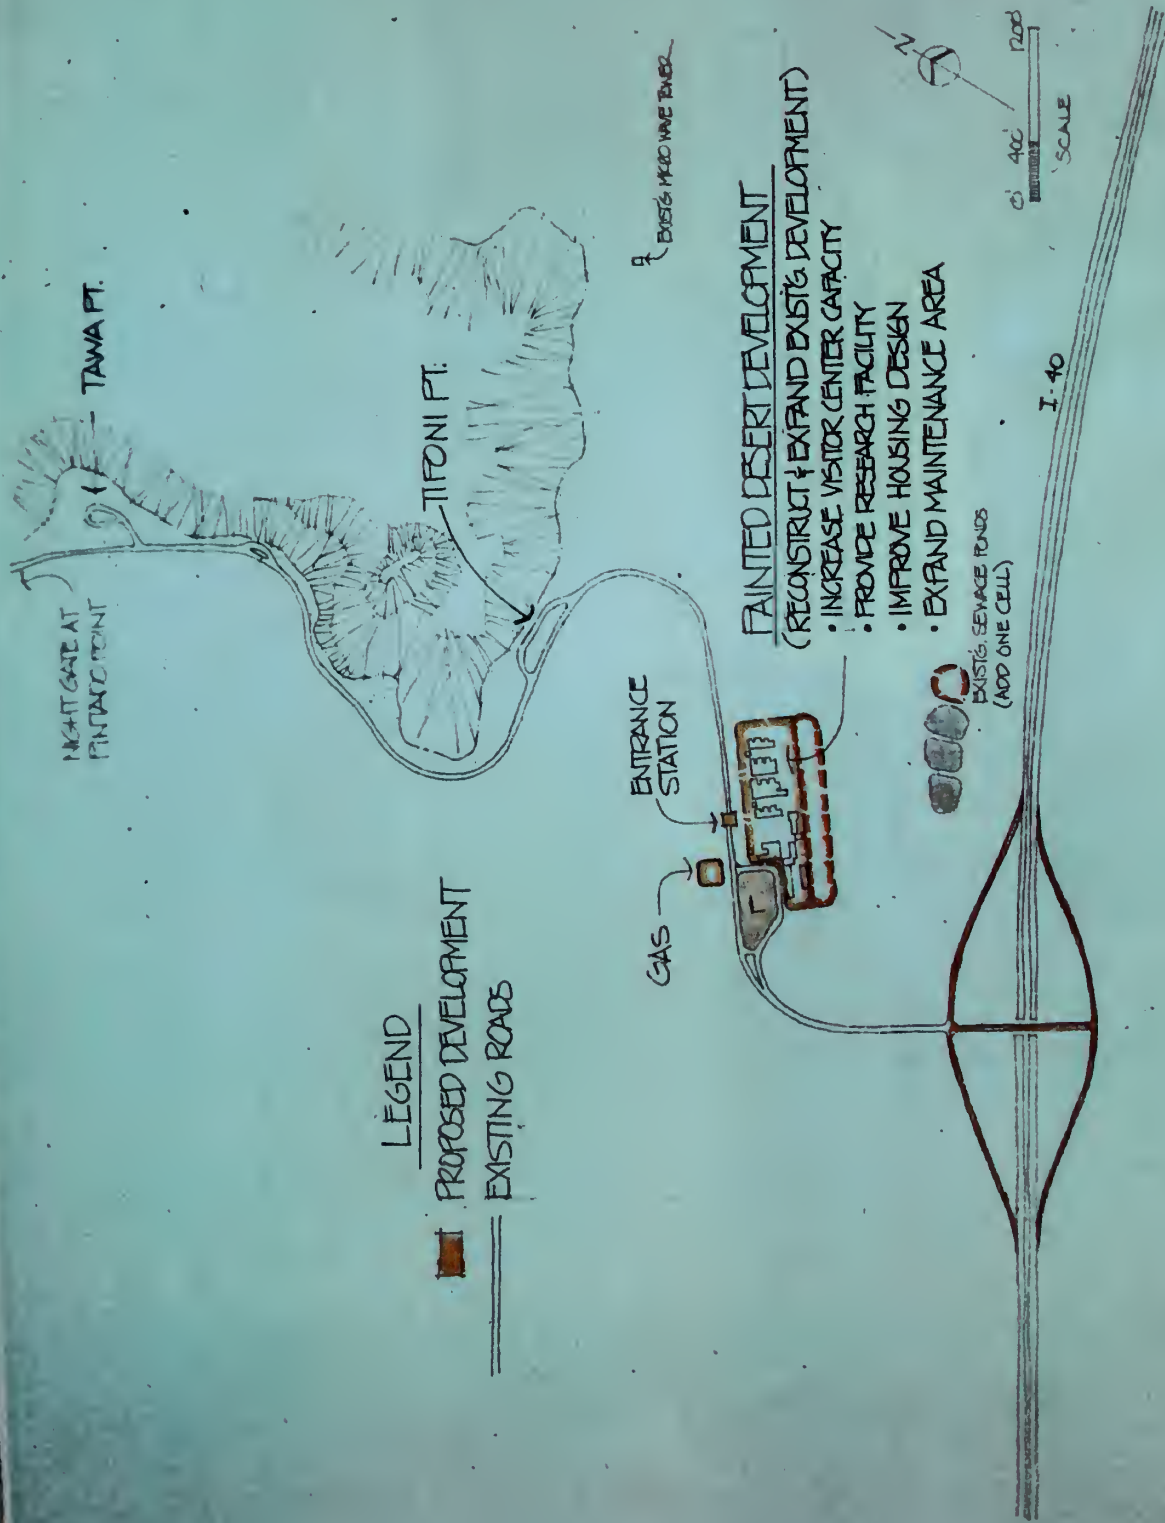 NIGHT GATE AT
PINTADO POINT
TAWA PT.
TIPONI PT.
EXIST'G MICRO WAVE TOWER
LEGEND
PROPOSED DEVELOPMENT
EXISTING ROADS
GAS
ENTRANCE
STATION
PAINTED DESERT DEVELOPMENT
(RECONSTRUCT & EXPAND EXIST'G DEVELOPMENT)
• INCREASE VISITOR CENTER CAPACITY
• PROVIDE RESEARCH FACILITY
• IMPROVE HOUSING DESIGN
• EXPAND MAINTENANCE AREA
EXIST'G. SEWAGE PONDS
(ADD ONE CELL)
I-40
N
0' 400' 1200'
SCALE